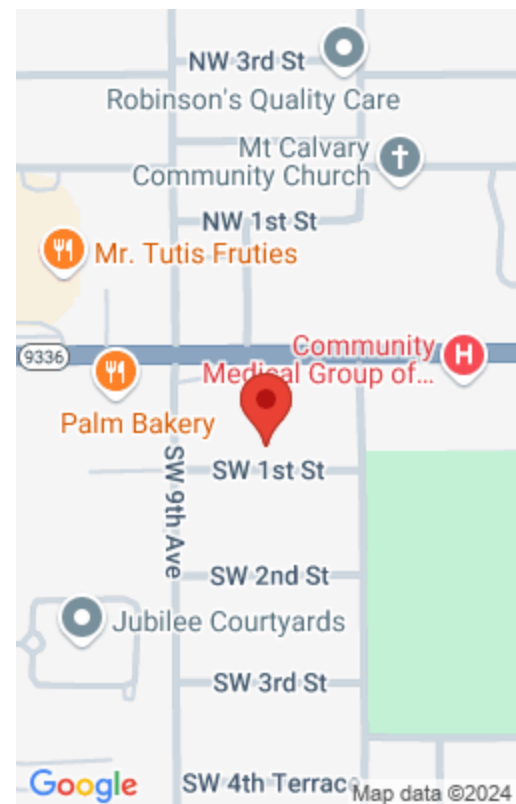 NW 3rd St
Robinson's Quality Care
Mt Calvary
Community Church
NW 1st St
Mr. Tutis Fruties
9336
Community
Medical Group of...
Palm Bakery
SW 1st St
SW 9th Ave
SW 2nd St
Jubilee Courtyards
SW 3rd St
SW 4th Terrac
Google
Map data ©2024